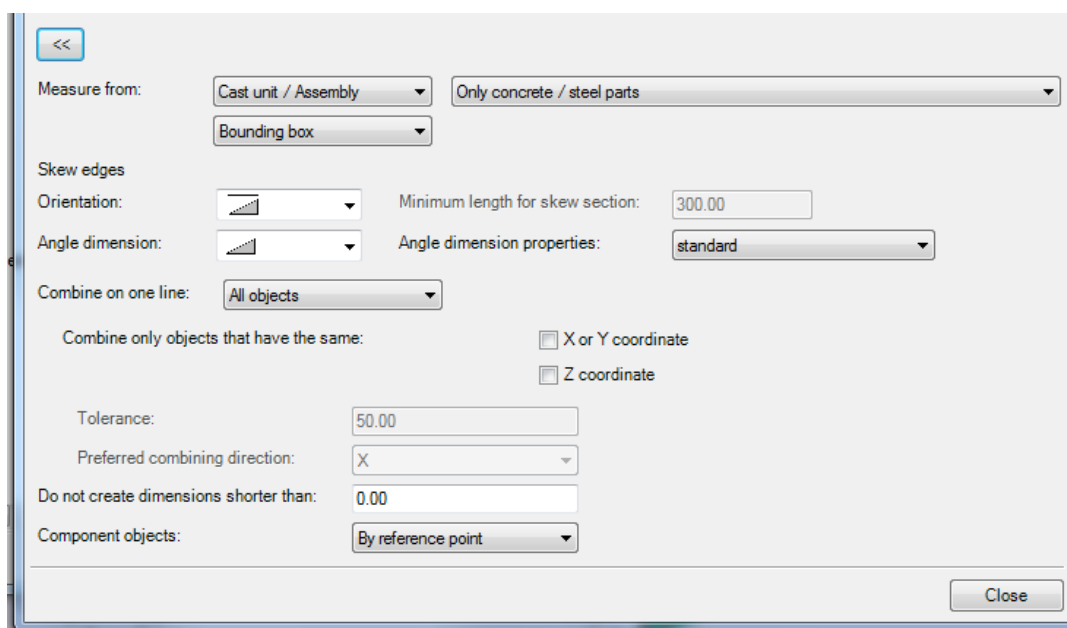 <<
Measure from: Cast unit / Assembly Only concrete / steel parts
Bounding box
Skew edges
Orientation: Minimum length for skew section: 300.00
Angle dimension: Angle dimension properties: standard
Combine on one line: All objects
Combine only objects that have the same: X or Y coordinate
Z coordinate
Tolerance: 50.00
Preferred combining direction: X
Do not create dimensions shorter than: 0.00
Component objects: By reference point
Close